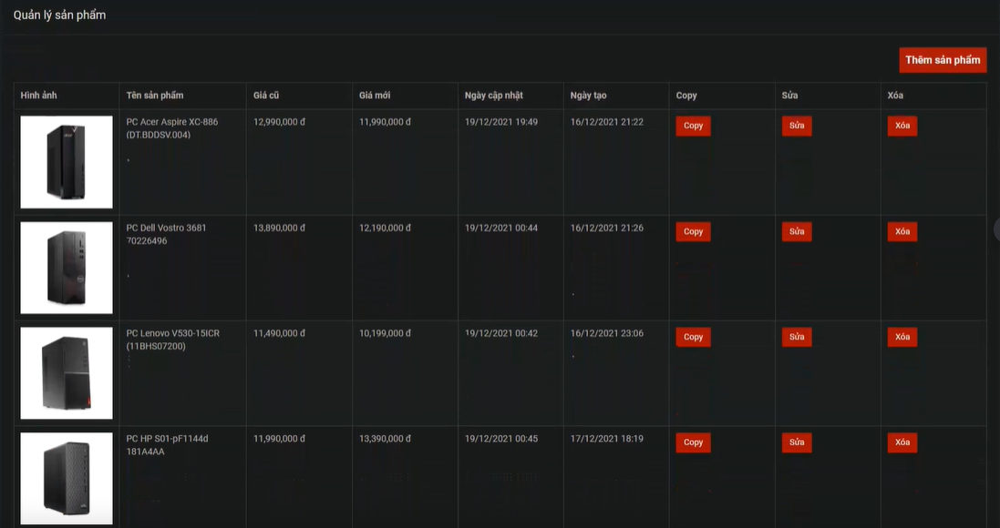 Quản lý sản phẩm
Thêm sản phẩm
Hình ảnh Tên sản phẩm Giá cũ Giá mới Ngày cập nhật Ngày tạo Copy Sửa Xóa
PC Acer Aspire XC-886 12,990,000 đ 11,990,000 đ 19/12/2021 19:49 16/12/2021 21:22 Copy Sửa Xóa
(DT.BDDSV.004)
PC Dell Vostro 3681 13,890,000 đ 12,190,000 đ 19/12/2021 00:44 16/12/2021 21:26 Copy Sửa Xóa
70226496
PC Lenovo V530-15ICR 11,490,000 đ 10,199,000 đ 19/12/2021 00:42 16/12/2021 23:06 Copy Sửa Xóa
(11BHS07200)
PC HP S01-pF1144d 11,990,000 đ 13,390,000 đ 19/12/2021 00:45 17/12/2021 18:19 Copy Sửa Xóa
181A4AA